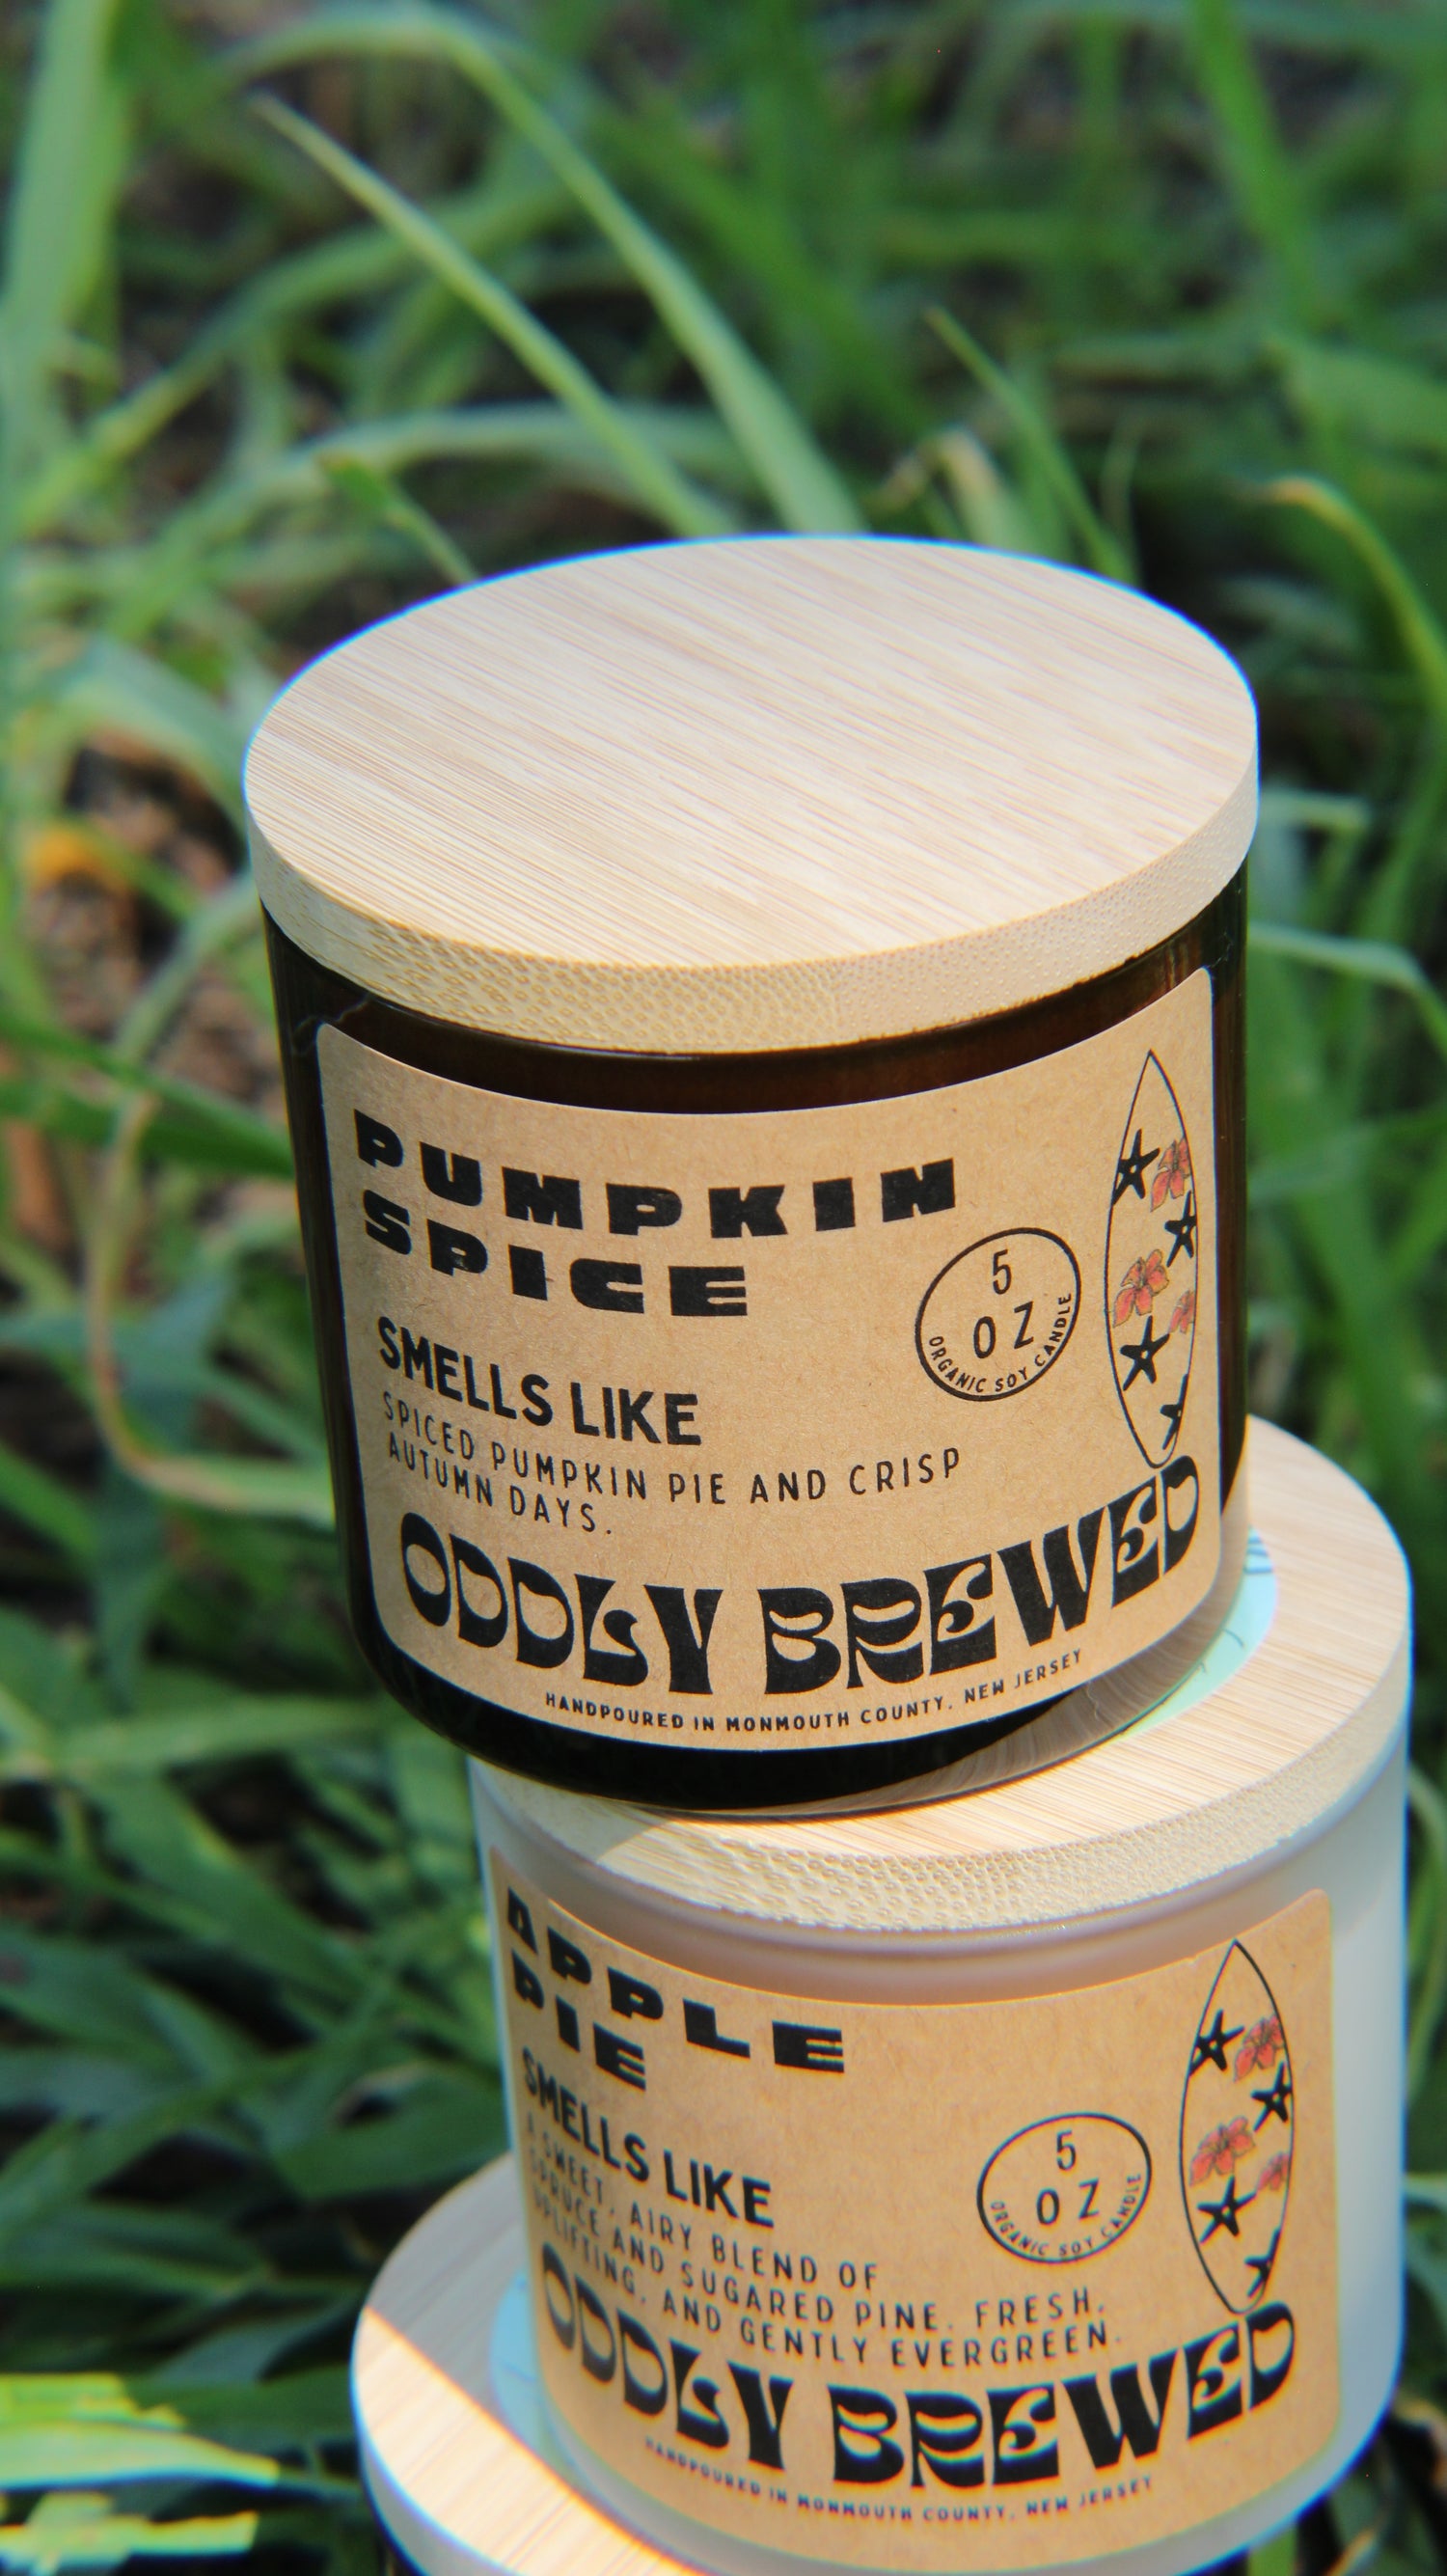 PUMPKIN
SPICE
5
OZ
ORGANIC SOY CANDLE
SMELLS LIKE
SPICED PUMPKIN PIE AND CRISP
AUTUMN DAYS.
ODDLY BREWED
HANDPOURED IN MONMOUTH COUNTY, NEW JERSEY
APPLE
PIE
5
OZ
ORGANIC SOY CANDLE
SMELLS LIKE
A SWEET, AIRY BLEND OF
SPRUCE AND SUGARED PINE. FRESH,
UPLIFTING, AND GENTLY EVERGREEN.
ODDLY BREWED
HANDPOURED IN MONMOUTH COUNTY, NEW JERSEY